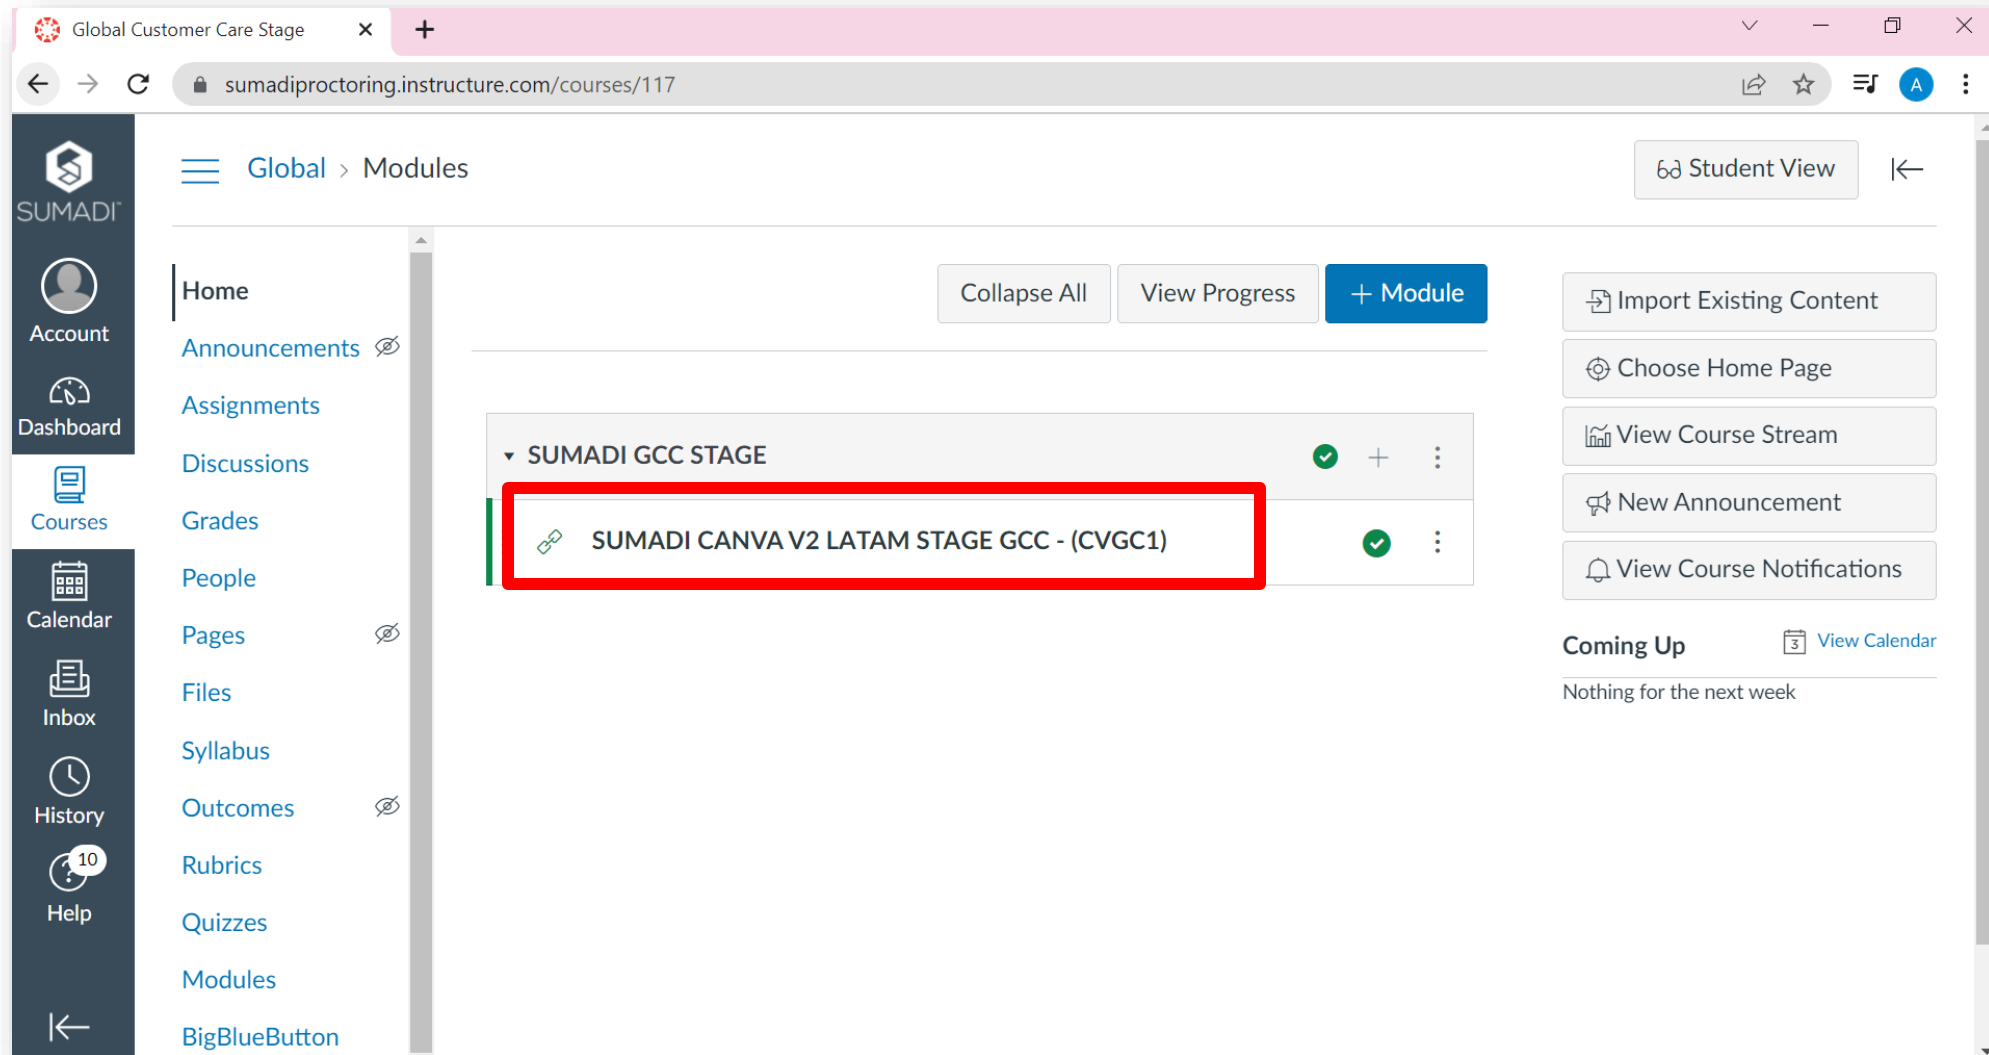 Global Customer Care Stage
sumadiproctoring.instructure.com/courses/117
A
SUMADI
Account
Dashboard
Courses
Calendar
Inbox
History
10
Help
Global > Modules
Student View
Home
Announcements
Assignments
Discussions
Grades
People
Pages
Files
Syllabus
Outcomes
Rubrics
Quizzes
Modules
BigBlueButton
Collapse All
View Progress
+ Module
SUMADI GCC STAGE
SUMADI CANVA V2 LATAM STAGE GCC - (CVGC1)
Import Existing Content
Choose Home Page
View Course Stream
New Announcement
View Course Notifications
Coming Up
3 View Calendar
Nothing for the next week